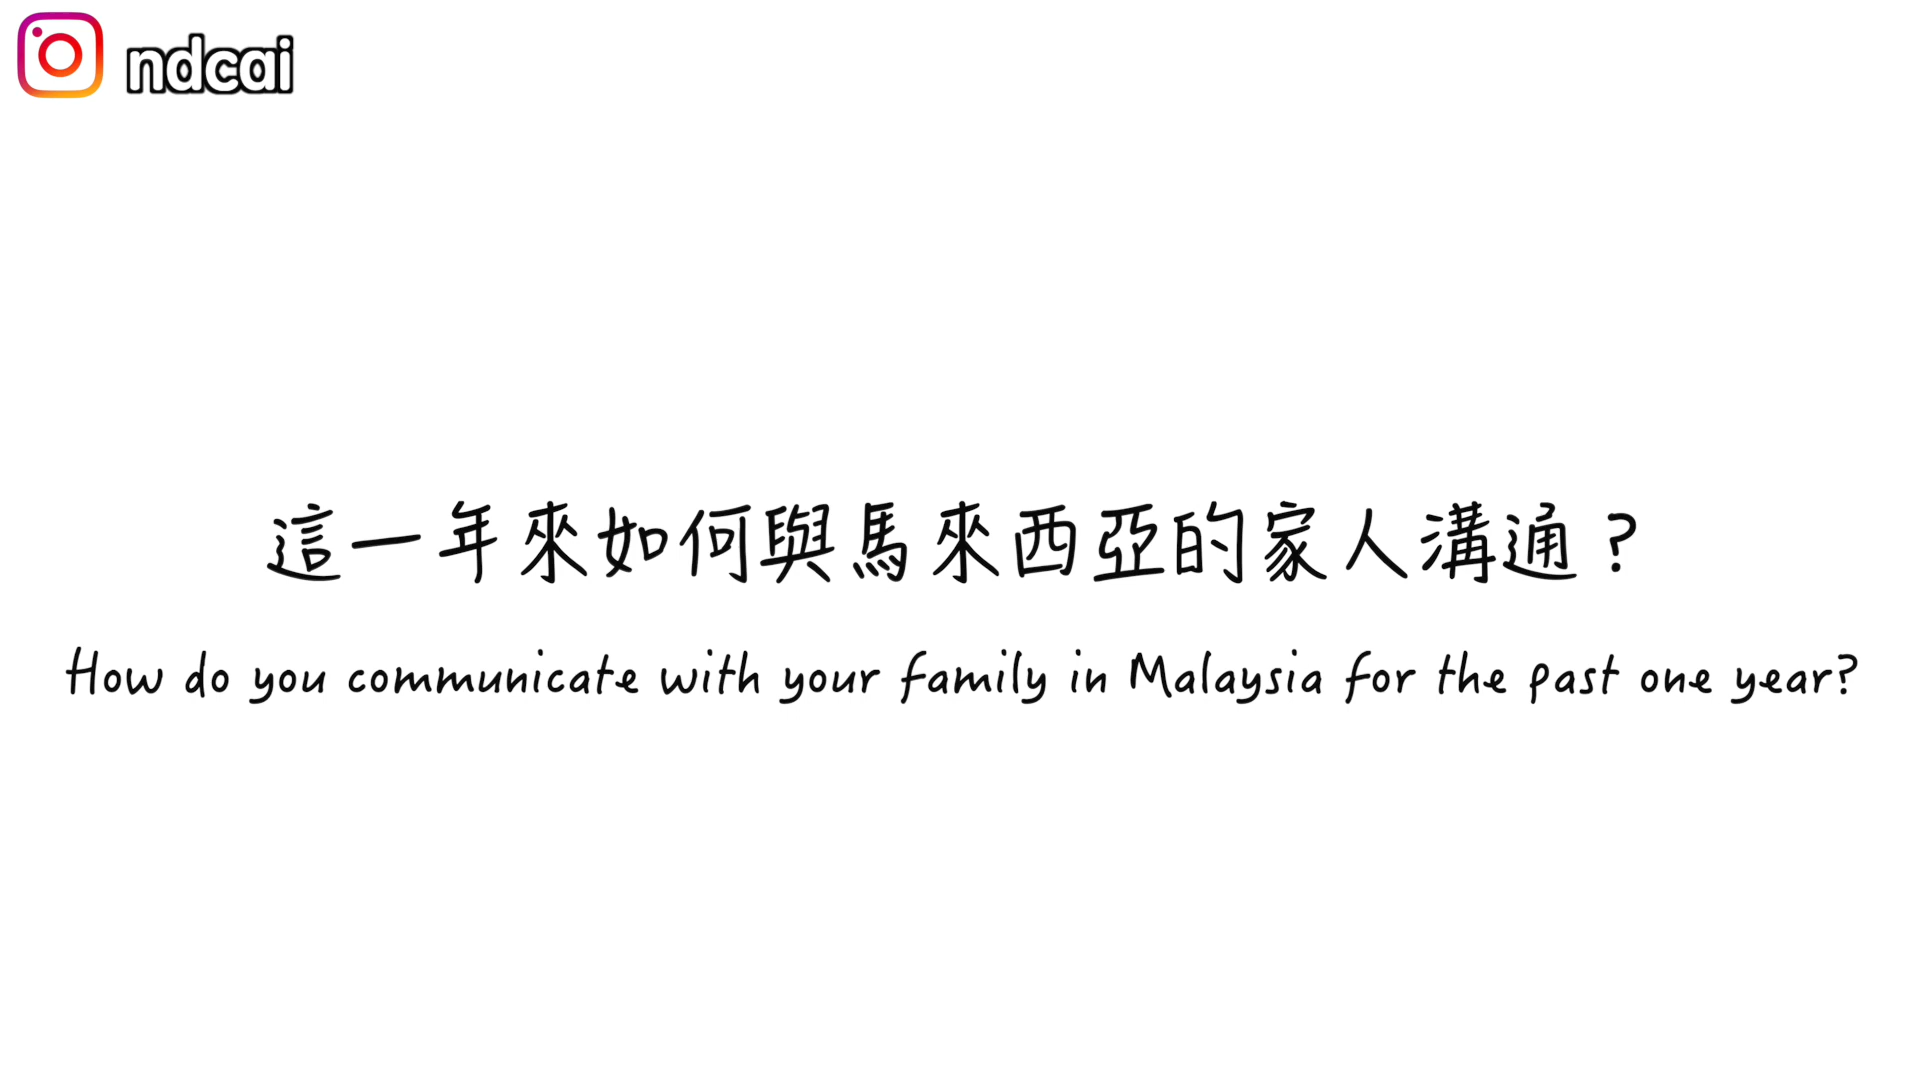 ndcai
這一年來如何與馬來西亞的家人溝通？
How do you communicate with your family in Malaysia for the past one year?